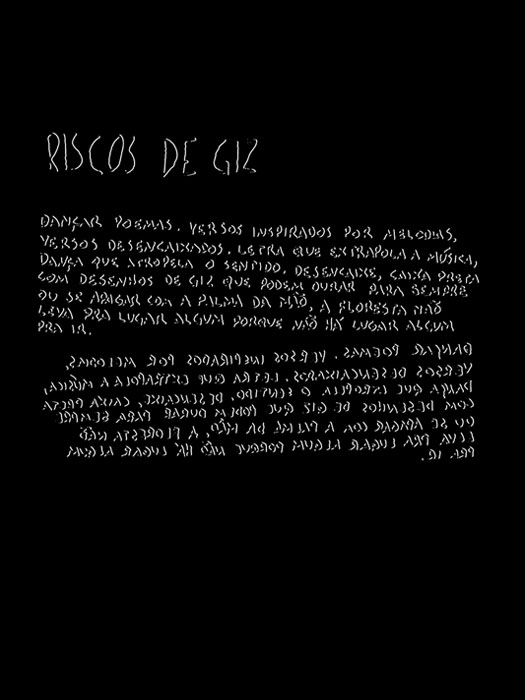 RISCOS DE GIZ
DANÇAR POEMAS. VERSOS INSPIRADOS POR MELODIAS,
VERSOS DESENCAIXADOS. LETRA QUE EXTRAPOLA A MÚSICA,
DANÇA QUE ATROPELA O SENTIDO. DESENCAIXE, CAIXA PRETA
COM DESENHOS DE GIZ QUE PODEM DURAR PARA SEMPRE
OU SE APAGAR COM A PALMA DA MÃO, A FLORESTA NÃO
LEVA PRA LUGAR ALGUM PORQUE NÃO HÁ LUGAR ALGUM
PRA IR.
DANÇAR POEMAS. VERSOS INSPIRADOS POR MELODIAS,
VERSOS DESENCAIXADOS. LETRA QUE EXTRAPOLA A MÚSICA,
DANÇA QUE ATROPELA O SENTIDO. DESENCAIXE, CAIXA PRETA
COM DESENHOS DE GIZ QUE PODEM DURAR PARA SEMPRE
OU SE APAGAR COM A PALMA DA MÃO, A FLORESTA NÃO
LEVA PRA LUGAR ALGUM PORQUE NÃO HÁ LUGAR ALGUM
PRA IR.